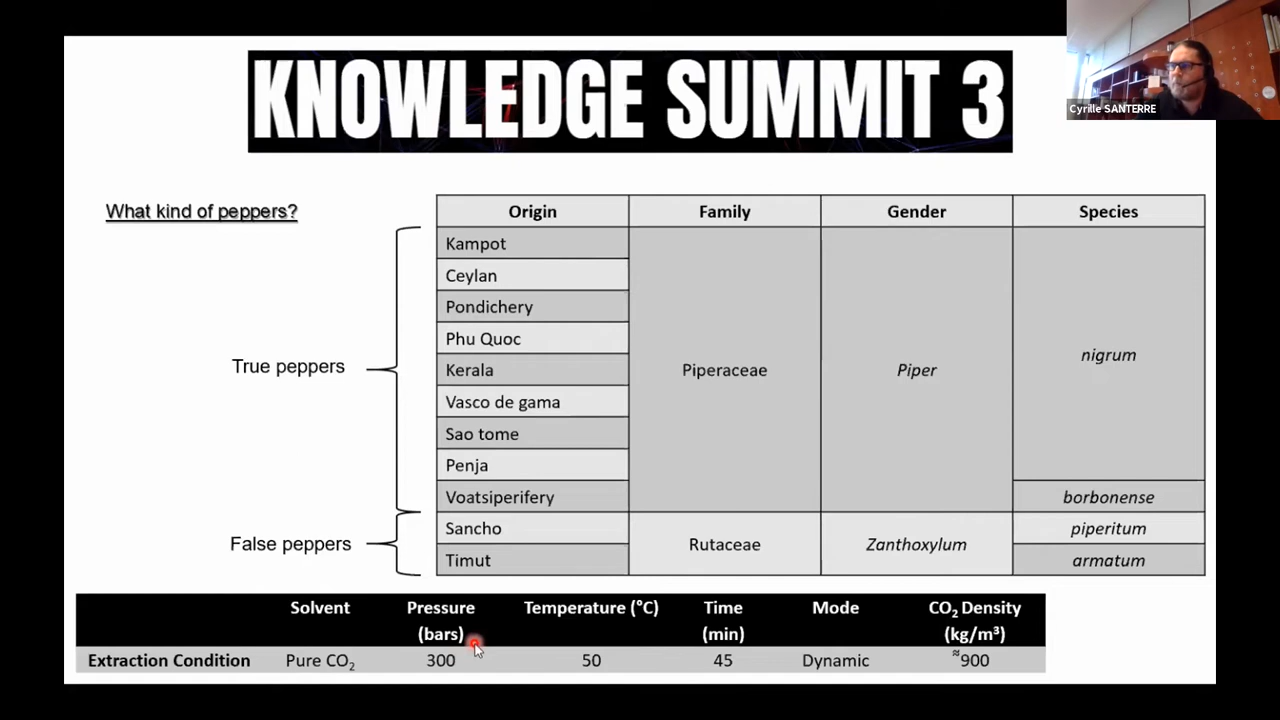 KNOWLEDGE SUMMIT 3
Cyrille SANTERRE
What kind of peppers?
Origin Family Gender Species
Kampot
Ceylan
Pondichery
Phu Quoc
True peppers Kerala Piperaceae Piper nigrum
Vasco de gama
Sao tome
Penja
Voatsiperifery borbonense
Sancho piperitum
False peppers Rutaceae Zanthoxylum
Timut armatum
Solvent Pressure Temperature (°C) Time Mode CO₂ Density
(bars) (min) (kg/m³)
Extraction Condition Pure CO₂ 300 50 45 Dynamic ≈900